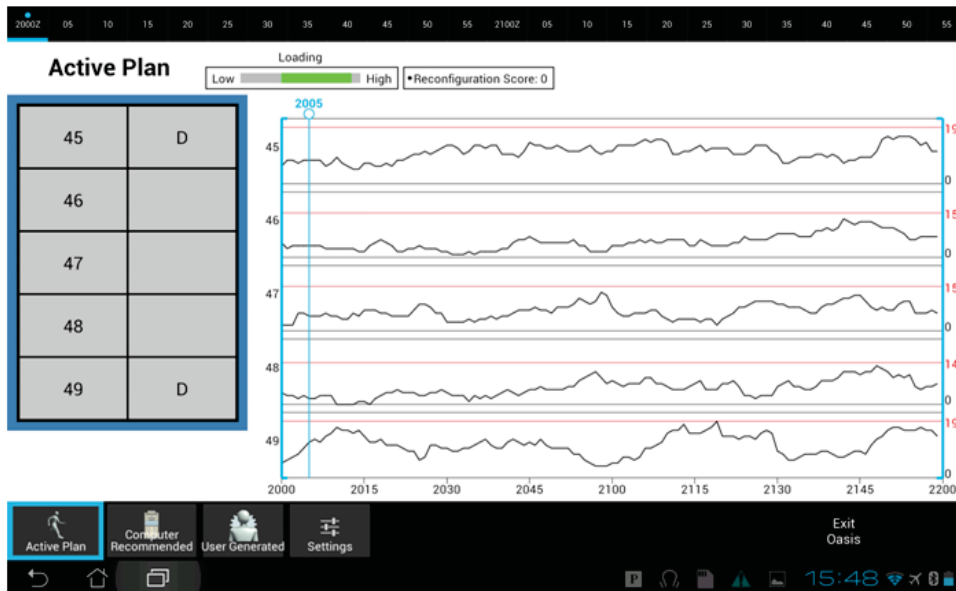 2000Z 05 10 15 20 25 30 35 40 45 50 55 2100Z 05 10 15 20 25 30 35 40 45 50 55
Active Plan
Loading
Low High
•Reconfiguration Score: 0
45 D
46
47
48
49 D
2005
45 19 0
46 15 0
47 15 0
48 14 0
49 19 0
2000 2015 2030 2045 2100 2115 2130 2145 2200
Active Plan
Computer
Recommended
User Generated
Settings
Exit
Oasis
P
15:48